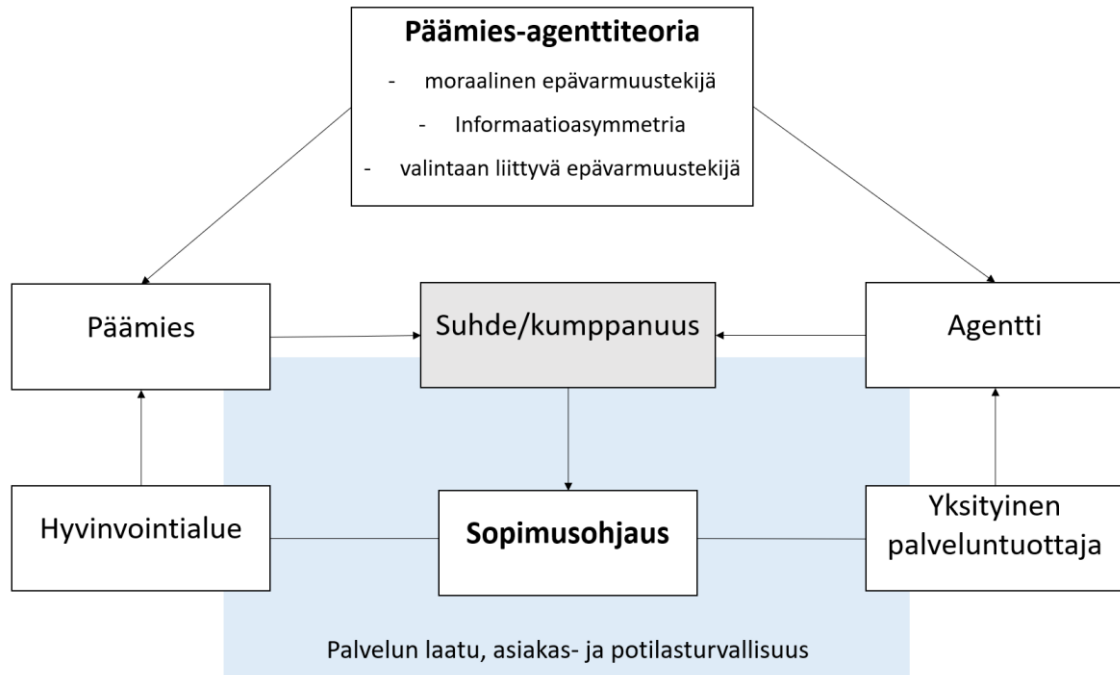 Päämies-agenttiteoria
- moraalinen epävarmuustekijä
- Informaatioasymmetria
- valintaan liittyvä epävarmuustekijä
Päämies
Suhde/kumppanuus
Agentti
Hyvinvointialue
Sopimusohjaus
Yksityinen
palveluntuottaja
Palvelun laatu, asiakas- ja potilasturvallisuus